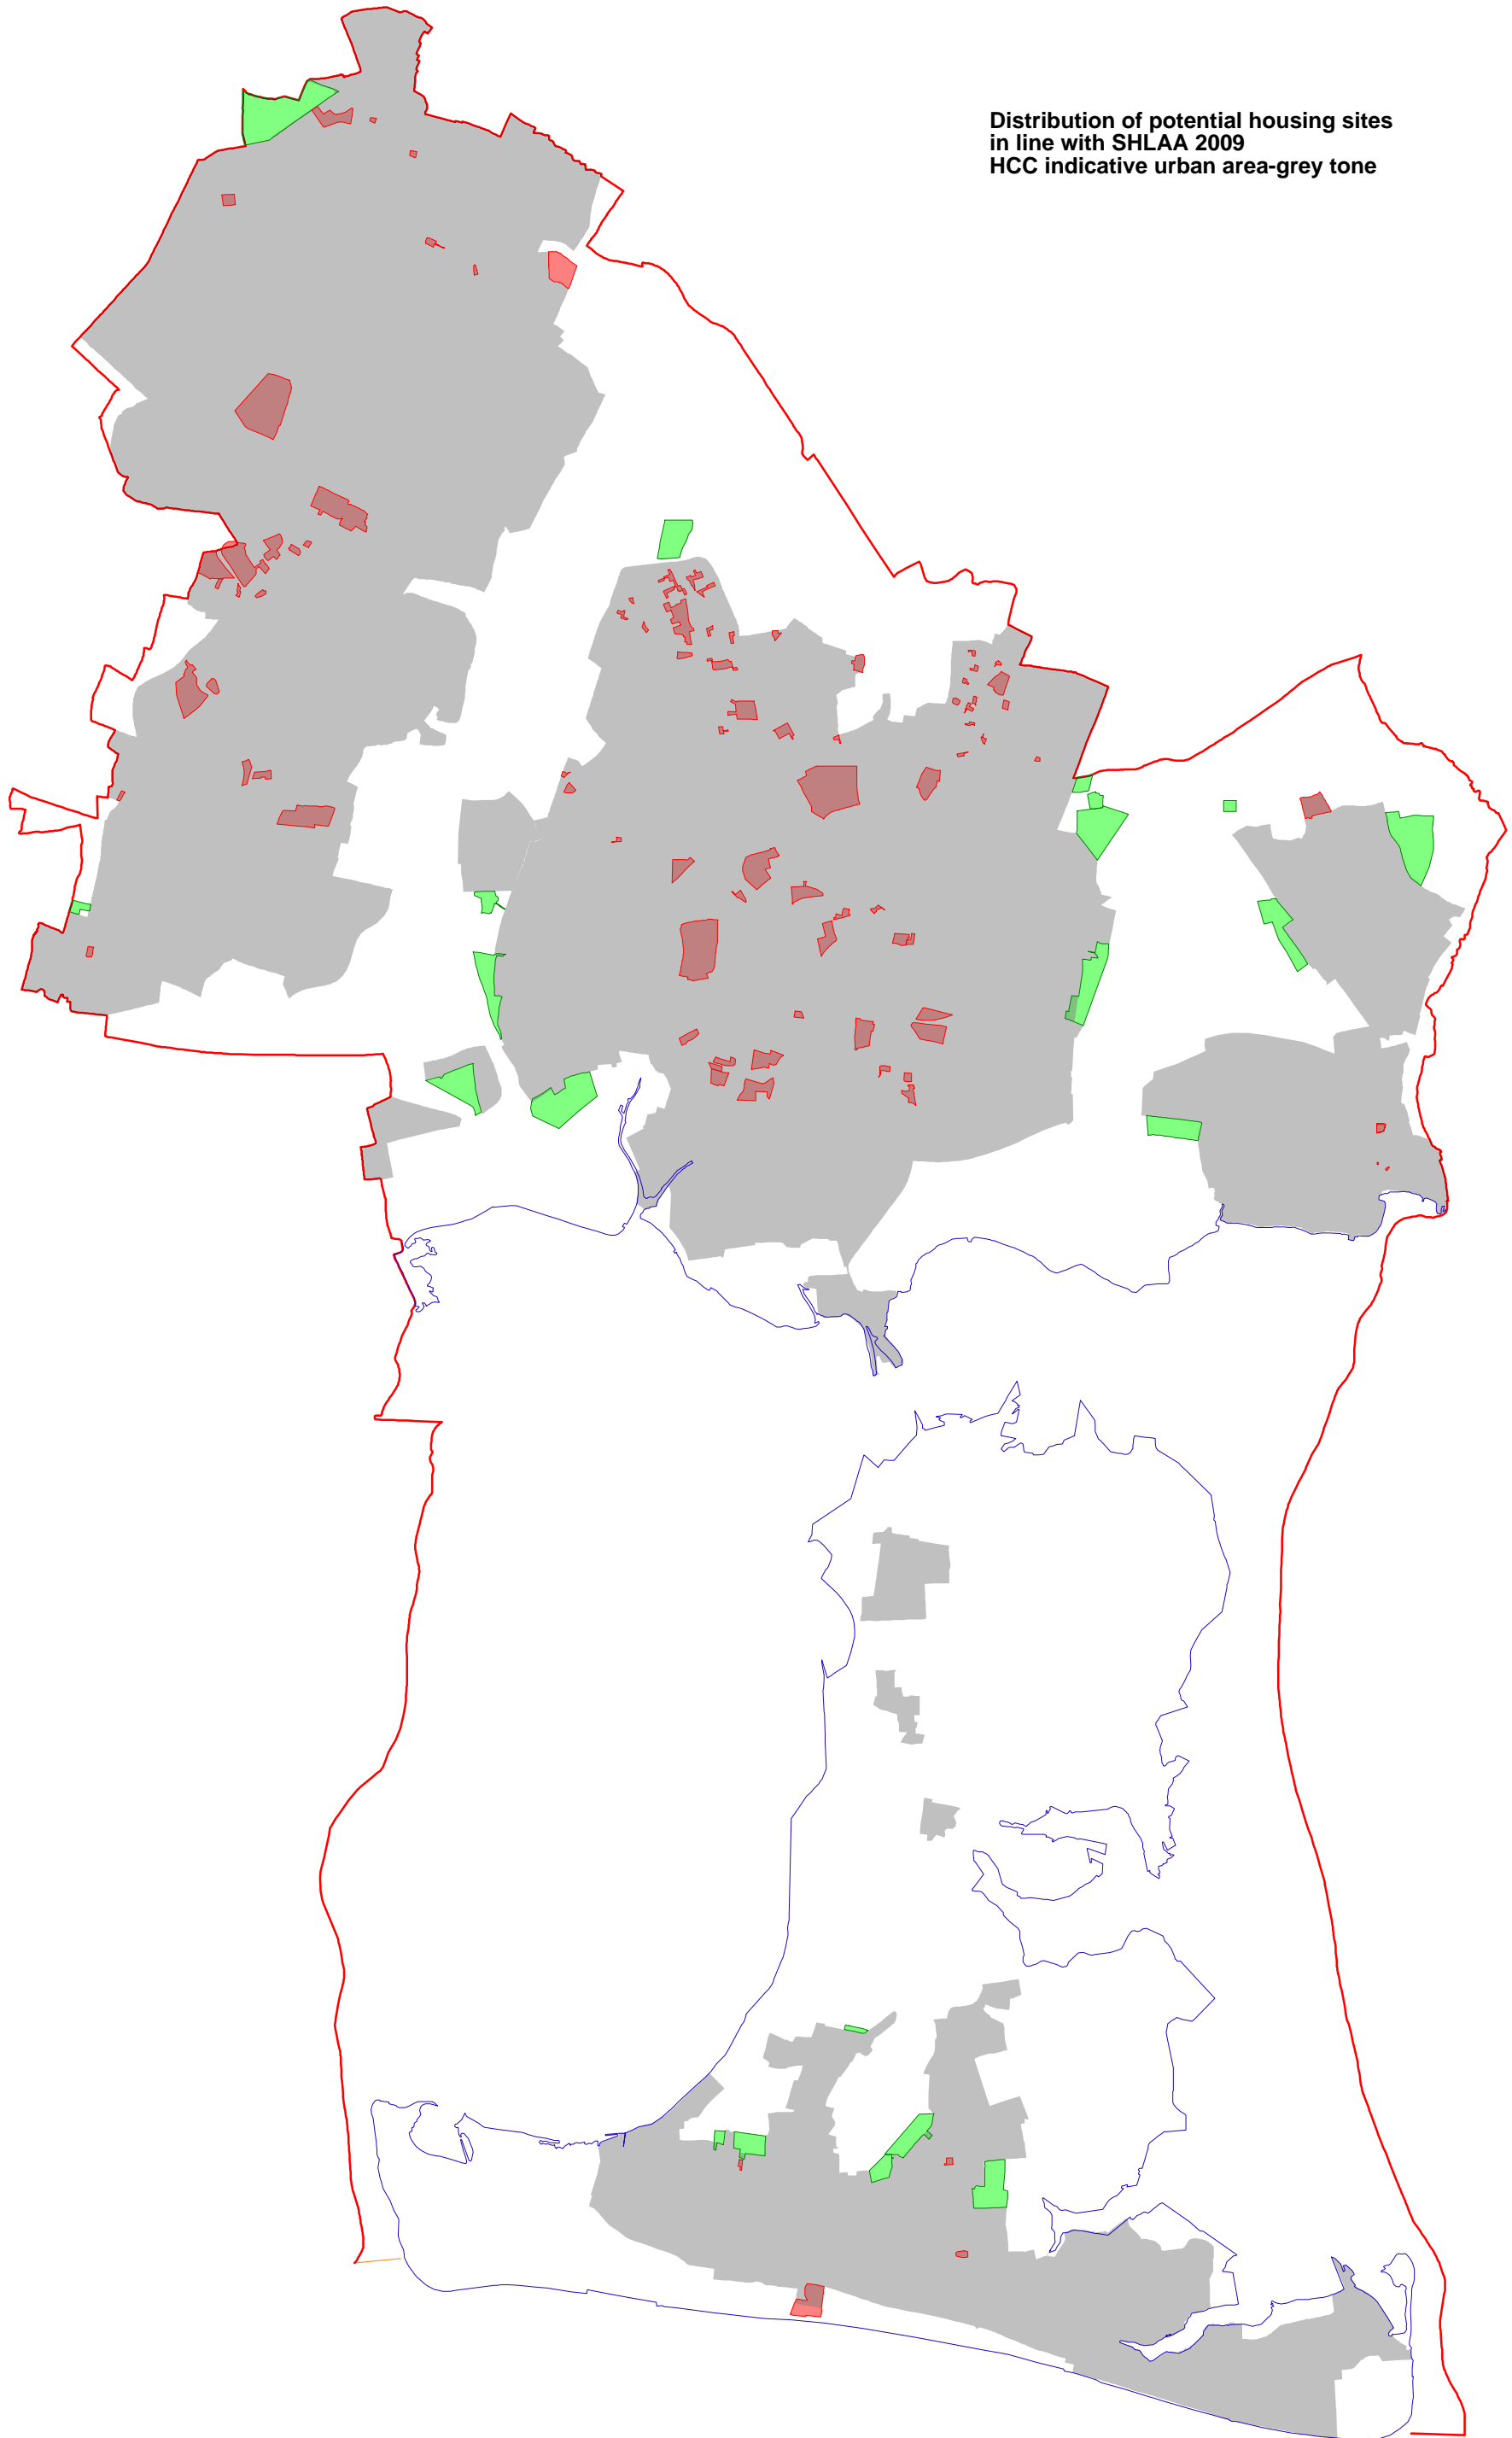 Distribution of potential housing sites
in line with SHLAA 2009
HCC indicative urban area-grey tone